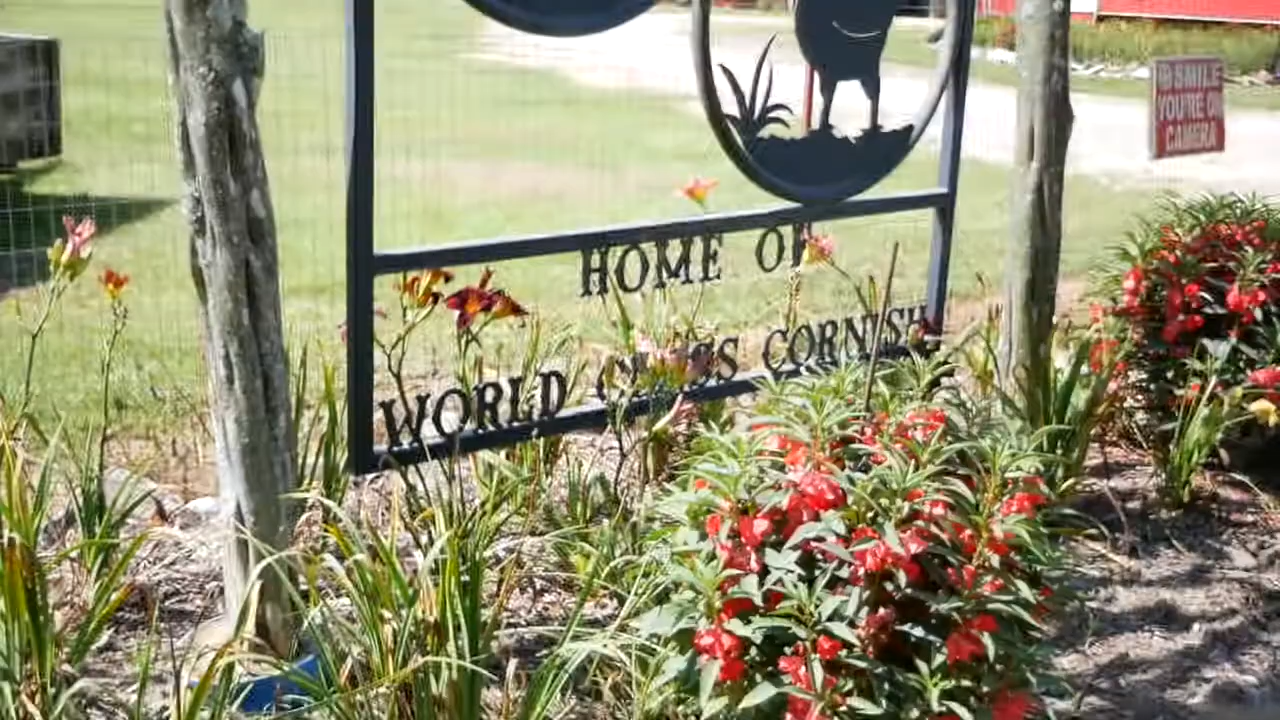 HOME OF
WORLD CLASS CORNISH
SMILE
YOU'RE ON
CAMERA